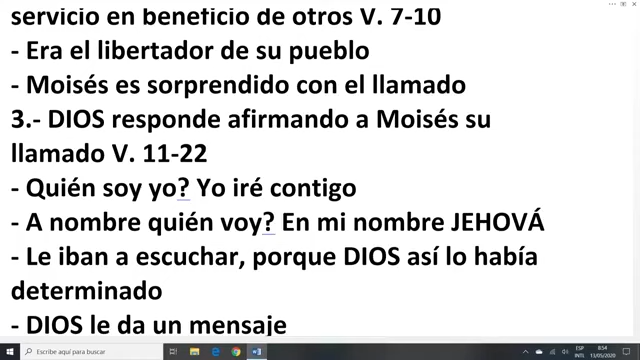 servicio en beneficio de otros V. 7-10
- Era el libertador de su pueblo
- Moisés es sorprendido con el llamado
3.- DIOS responde afirmando a Moisés su
llamado V. 11-22
- Quién soy yo? Yo iré contigo
- A nombre quién voy? En mi nombre JEHOVÁ
- Le iban a escuchar, porque DIOS así lo había
determinado
- DIOS le da un mensaje
Escribe aquí para buscar
ESP
INTL
8:54
13/05/2020